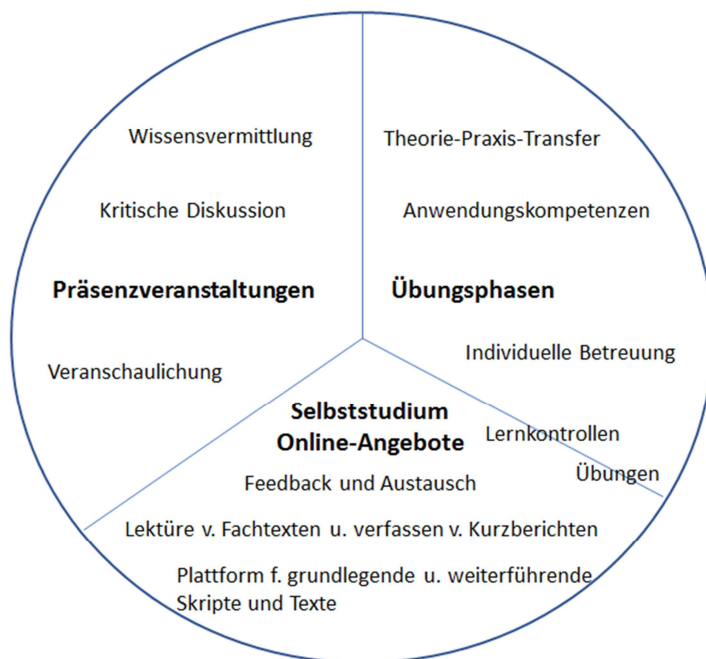 Wissensvermittlung
Kritische Diskussion
Präsenzveranstaltungen
Veranschaulichung
Theorie-Praxis-Transfer
Anwendungskompetenzen
Übungsphasen
Individuelle Betreuung
Lernkontrollen
Übungen
Selbststudium
Online-Angebote
Feedback und Austausch
Lektüre v. Fachtexten u. verfassen v. Kurzberichten
Plattform f. grundlegende u. weiterführende
Skripte und Texte